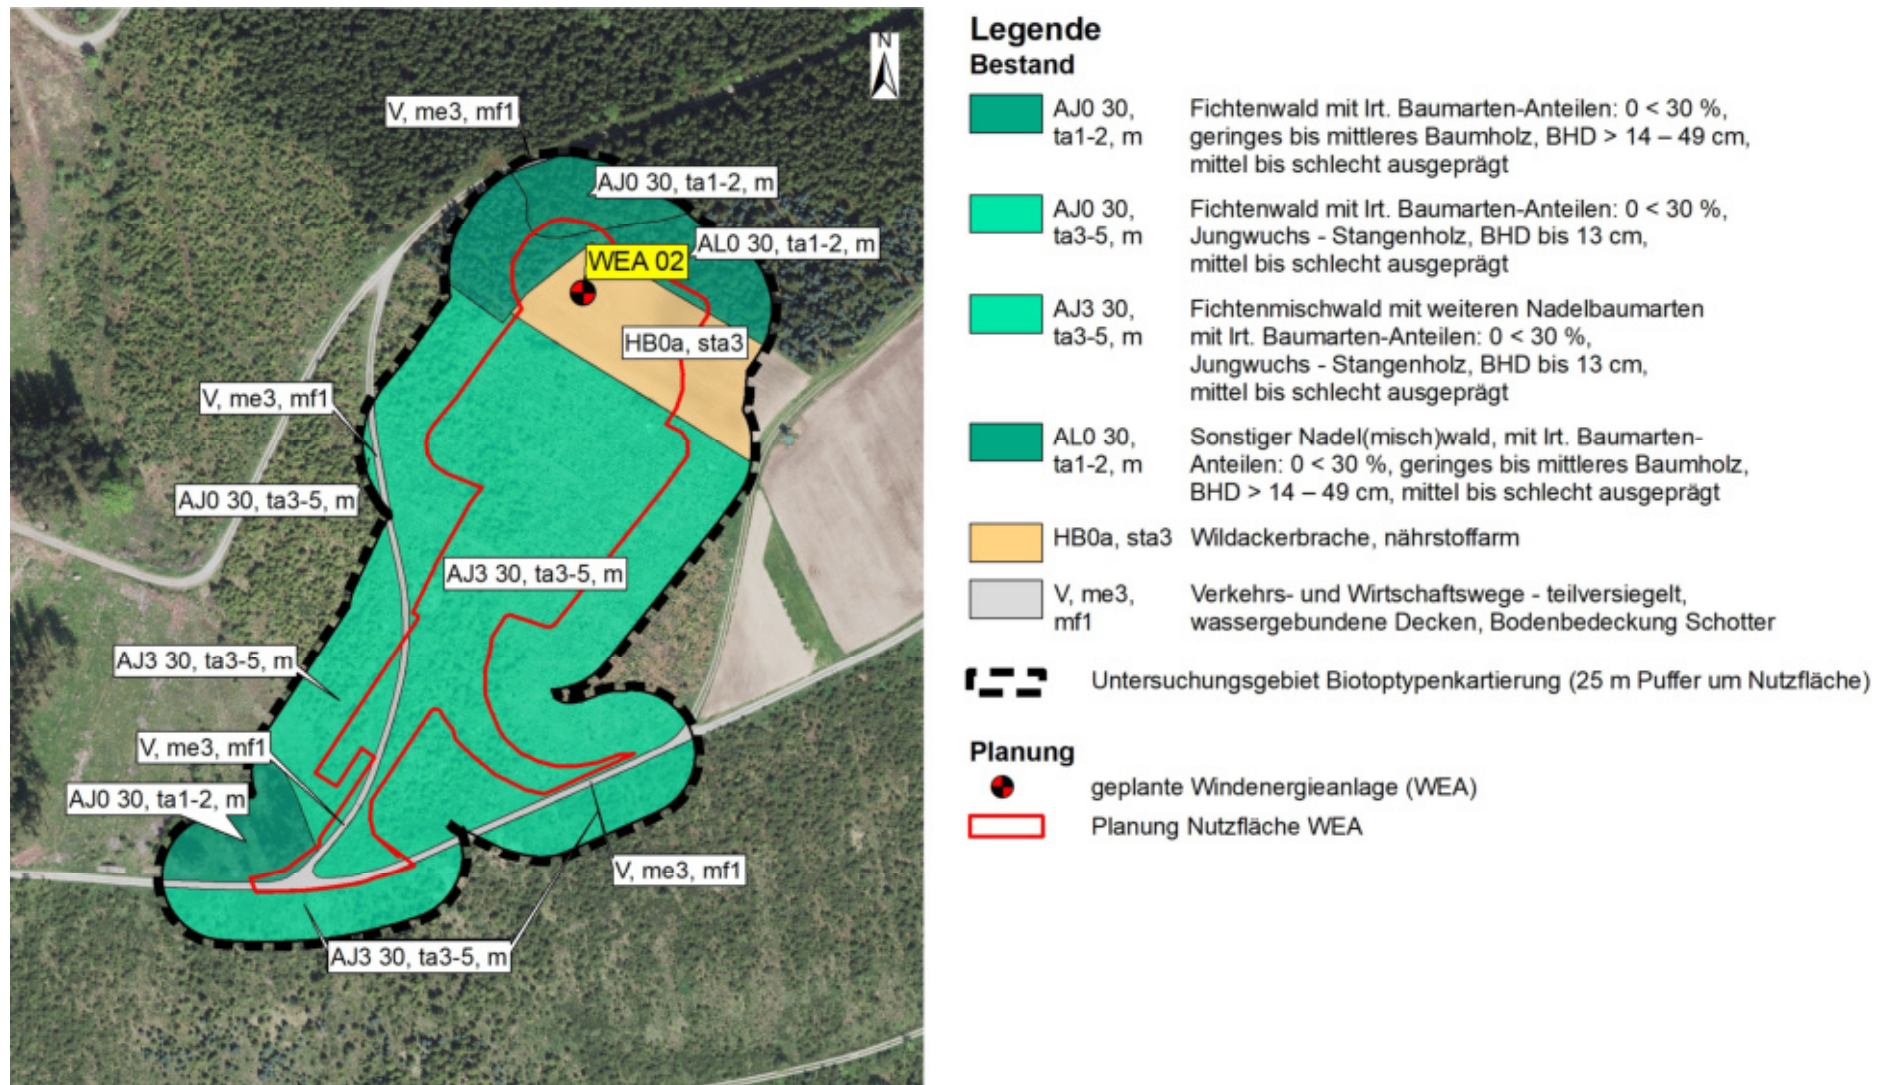 N
V, me3, mf1
AJ0 30, ta1-2, m
AL0 30, ta1-2, m
WEA 02
HB0a, sta3
V, me3, mf1
AJ0 30, ta3-5, m
AJ3 30, ta3-5, m
AJ3 30, ta3-5, m
V, me3, mf1
AJ0 30, ta1-2, m
V, me3, mf1
AJ3 30, ta3-5, m
Legende
Bestand
AJ0 30, Fichtenwald mit lrt. Baumarten-Anteilen: 0 < 30 %,
ta1-2, m geringes bis mittleres Baumholz, BHD > 14 – 49 cm,
mittel bis schlecht ausgeprägt
AJ0 30, Fichtenwald mit lrt. Baumarten-Anteilen: 0 < 30 %,
ta3-5, m Jungwuchs - Stangenholz, BHD bis 13 cm,
mittel bis schlecht ausgeprägt
AJ3 30, Fichtenmischwald mit weiteren Nadelbaumarten
ta3-5, m mit lrt. Baumarten-Anteilen: 0 < 30 %,
Jungwuchs - Stangenholz, BHD bis 13 cm,
mittel bis schlecht ausgeprägt
AL0 30, Sonstiger Nadel(misch)wald, mit lrt. Baumarten-
ta1-2, m Anteilen: 0 < 30 %, geringes bis mittleres Baumholz,
BHD > 14 – 49 cm, mittel bis schlecht ausgeprägt
HB0a, sta3 Wildackerbrache, nährstoffarm
V, me3, Verkehrs- und Wirtschaftswege - teilversiegelt,
mf1 wassergebundene Decken, Bodenbedeckung Schotter
Untersuchungsgebiet Biotoptypenkartierung (25 m Puffer um Nutzfläche)
Planung
geplante Windenergieanlage (WEA)
Planung Nutzfläche WEA